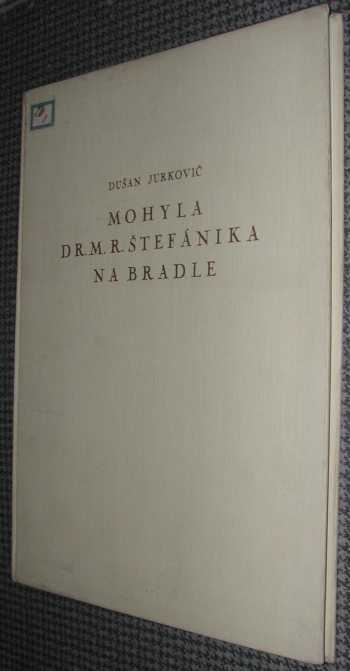 DUŠAN JURKOVIČ
MOHYLA
DR.M.R.ŠTEFÁNIKA
NA BRADLE